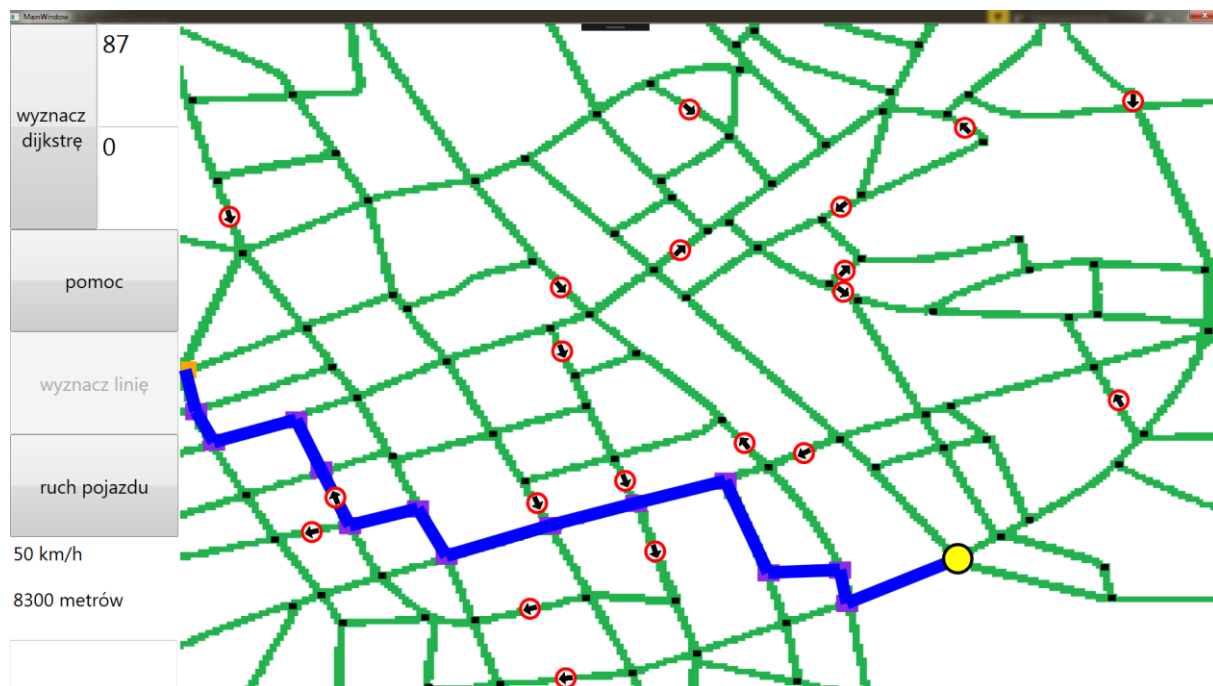 MainWindow
wyznacz
dijkstrę
87
0
pomoc
wyznacz linię
ruch pojazdu
50 km/h
8300 metrów